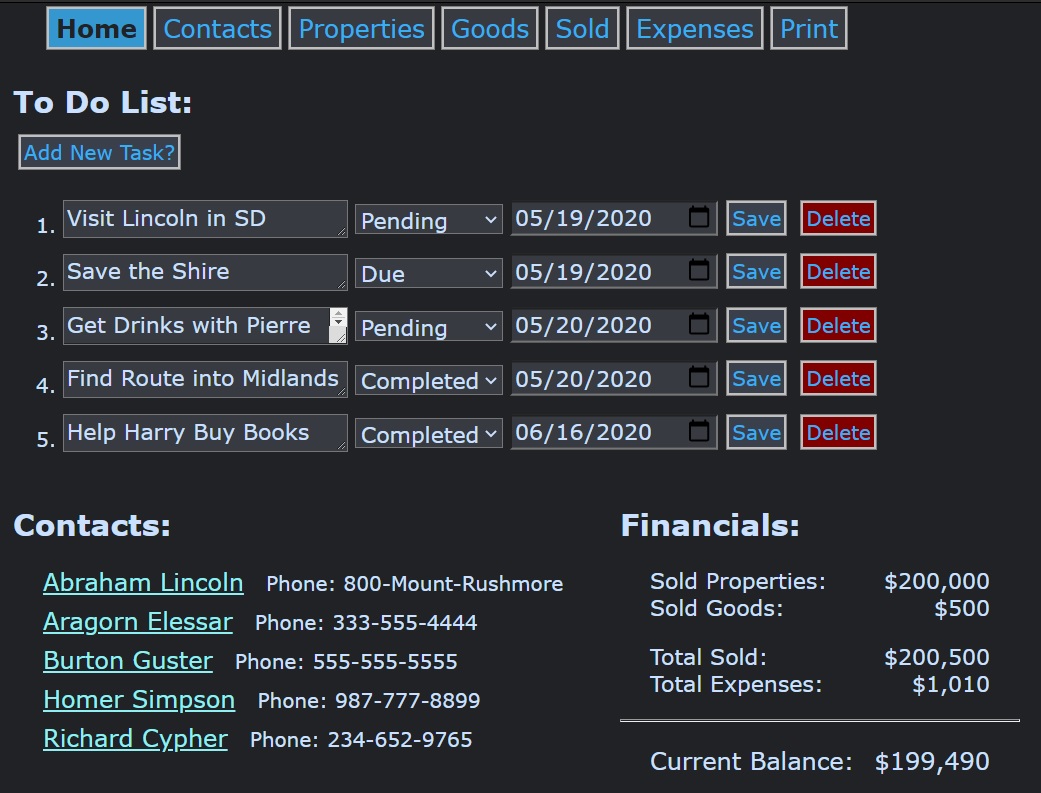 Home Contacts Properties Goods Sold Expenses Print
To Do List:
Add New Task?
1. Visit Lincoln in SD Pending 05/19/2020 Save Delete
2. Save the Shire Due 05/19/2020 Save Delete
3. Get Drinks with Pierre Pending 05/20/2020 Save Delete
4. Find Route into Midlands Completed 05/20/2020 Save Delete
5. Help Harry Buy Books Completed 06/16/2020 Save Delete
Contacts:
Abraham Lincoln Phone: 800-Mount-Rushmore
Aragorn Elessar Phone: 333-555-4444
Burton Guster Phone: 555-555-5555
Homer Simpson Phone: 987-777-8899
Richard Cypher Phone: 234-652-9765
Financials:
Sold Properties: $200,000
Sold Goods: $500
Total Sold: $200,500
Total Expenses: $1,010
Current Balance: $199,490